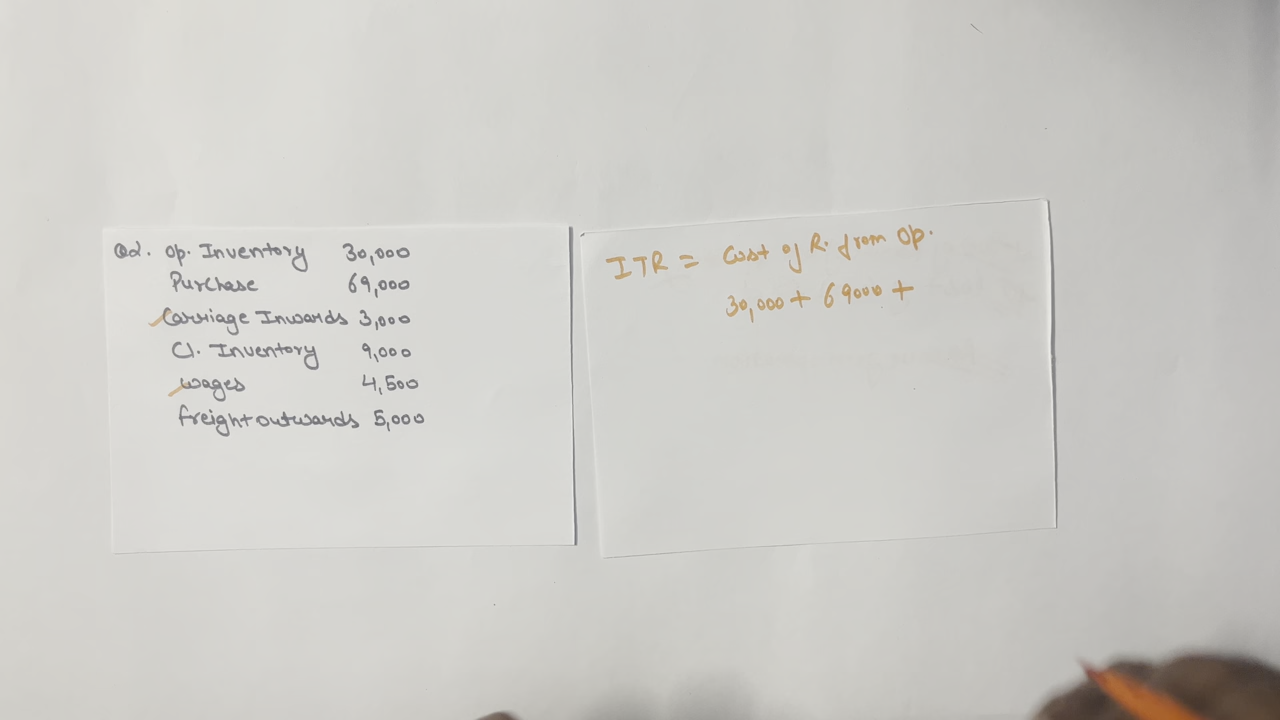 Q2. Op. Inventory 30,000
Purchase 69,000
Carriage Inwards 3,000
Cl. Inventory 9,000
Wages 4,500
freight outwards 5,000
ITR = Cost of R. from Op.
30,000 + 69000 +